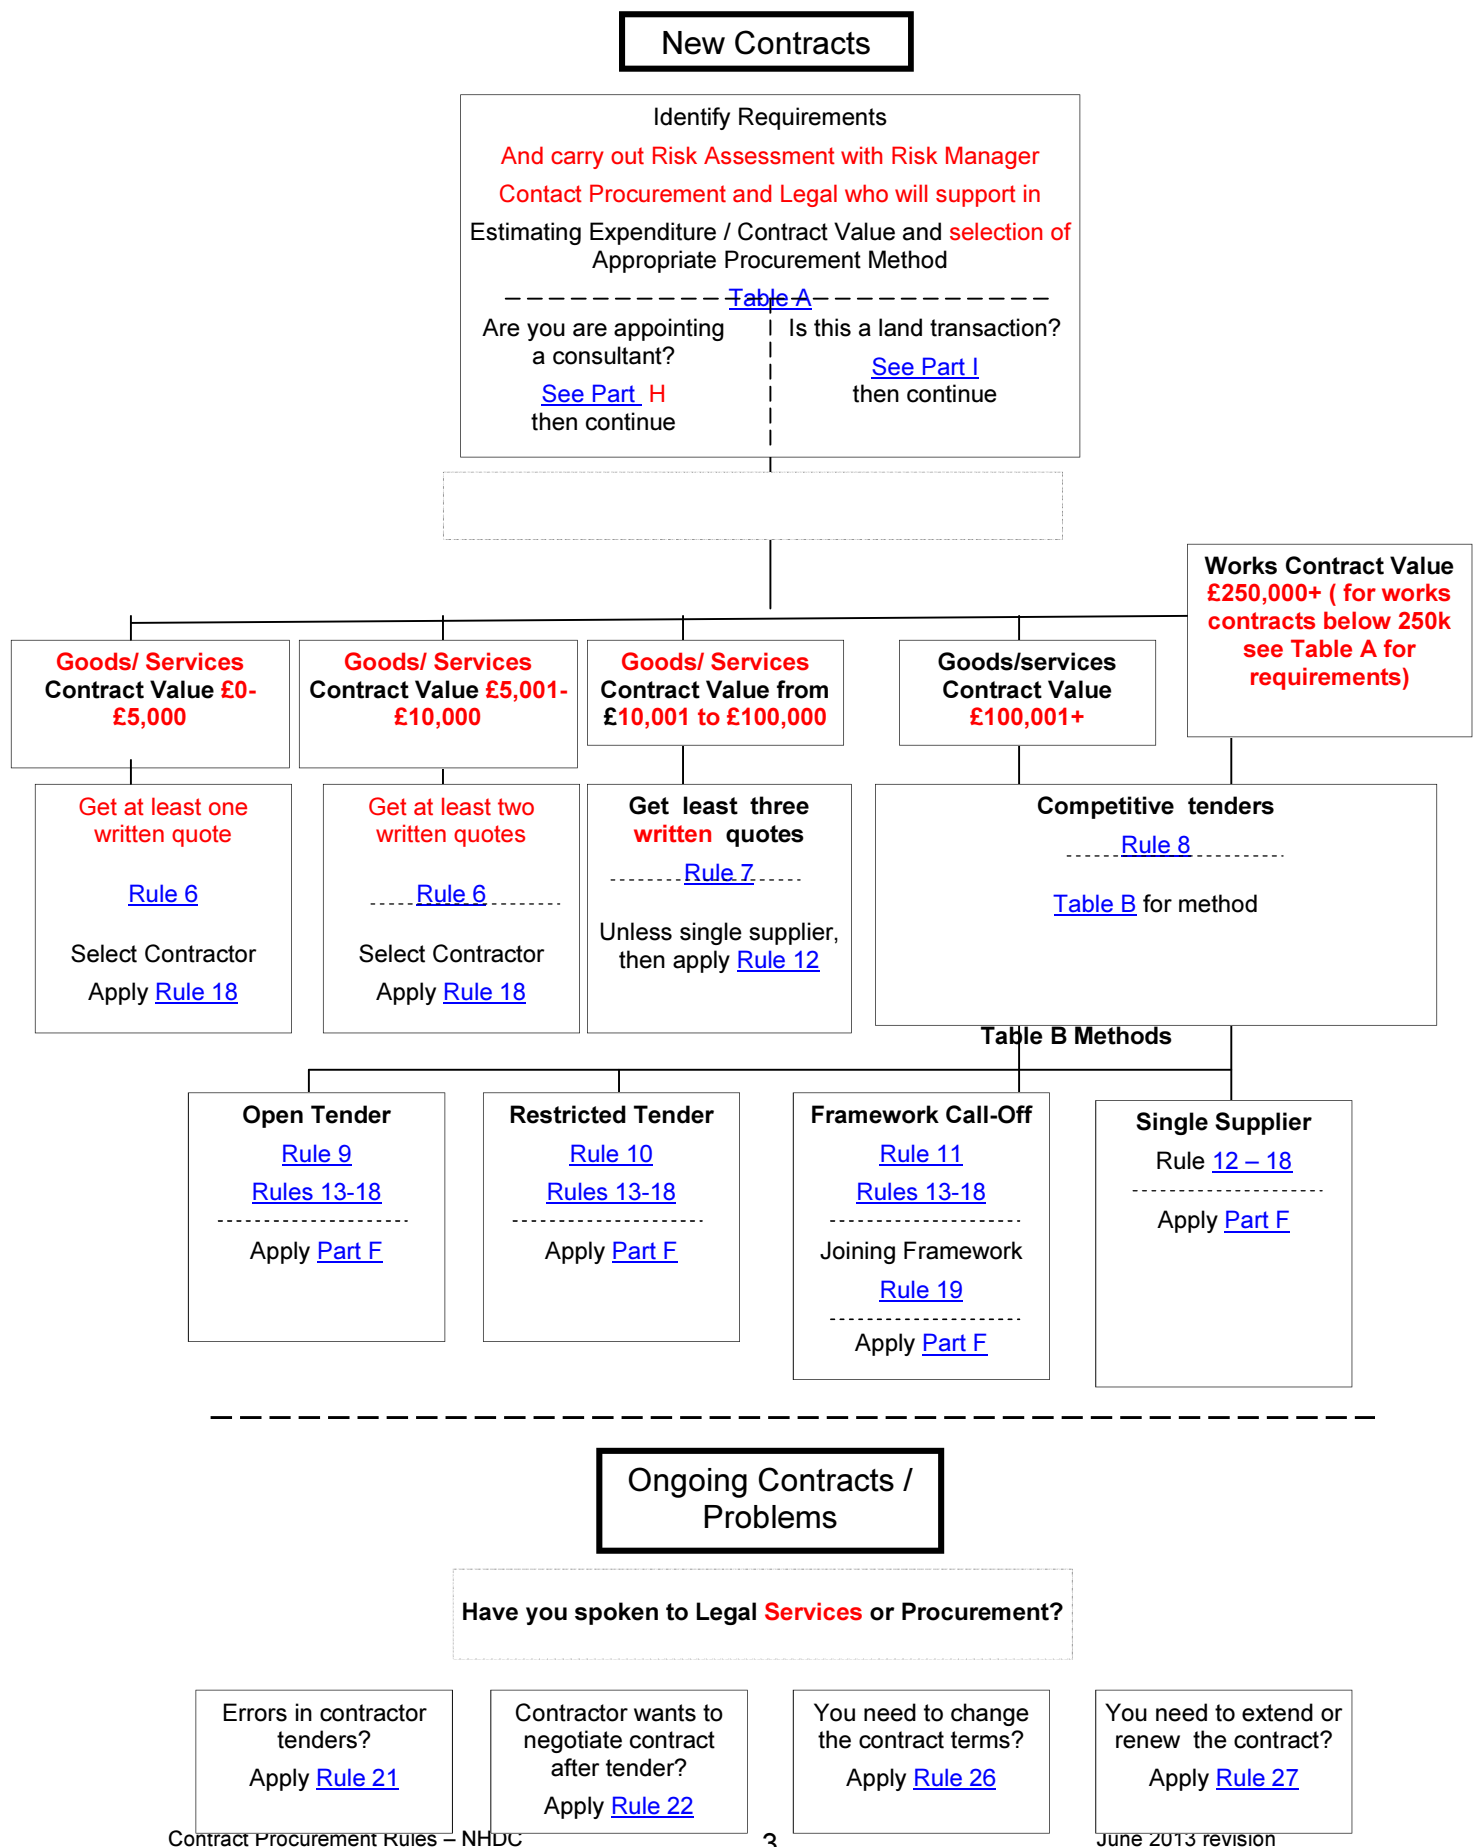 New Contracts
Identify Requirements
And carry out Risk Assessment with Risk Manager
Contact Procurement and Legal who will support in
Estimating Expenditure / Contract Value and selection of
Appropriate Procurement Method
Table A
Are you are appointing
a consultant?
See Part  H
then continue
Is this a land transaction?
See Part I
then continue
Goods/ Services
Contract Value £0-
£5,000
Goods/ Services
Contract Value £5,001-
£10,000
Goods/ Services
Contract Value from
£10,001 to £100,000
Goods/services
Contract Value
£100,001+
Works Contract Value
£250,000+ ( for works
contracts below 250k
see Table A for
requirements)
Get at least one
written quote
Rule 6
Select Contractor
Apply Rule 18
Get at least two
written quotes
Rule 6
Select Contractor
Apply Rule 18
Get  least  three
written  quotes
Rule 7
Unless single supplier,
then apply Rule 12
Competitive  tenders
Rule 8
Table B for method
Table B Methods
Open Tender
Rule 9
Rules 13-18
Apply Part F
Restricted Tender
Rule 10
Rules 13-18
Apply Part F
Framework Call-Off
Rule 11
Rules 13-18
Joining Framework
Rule 19
Apply Part F
Single Supplier
Rule 12 – 18
Apply Part F
Ongoing Contracts /
Problems
Have you spoken to Legal Services or Procurement?
Errors in contractor
tenders?
Apply Rule 21
Contractor wants to
negotiate contract
after tender?
Apply Rule 22
You need to change
the contract terms?
Apply Rule 26
You need to extend or
renew  the contract?
Apply Rule 27
Contract Procurement Rules – NHDC
3
June 2013 revision